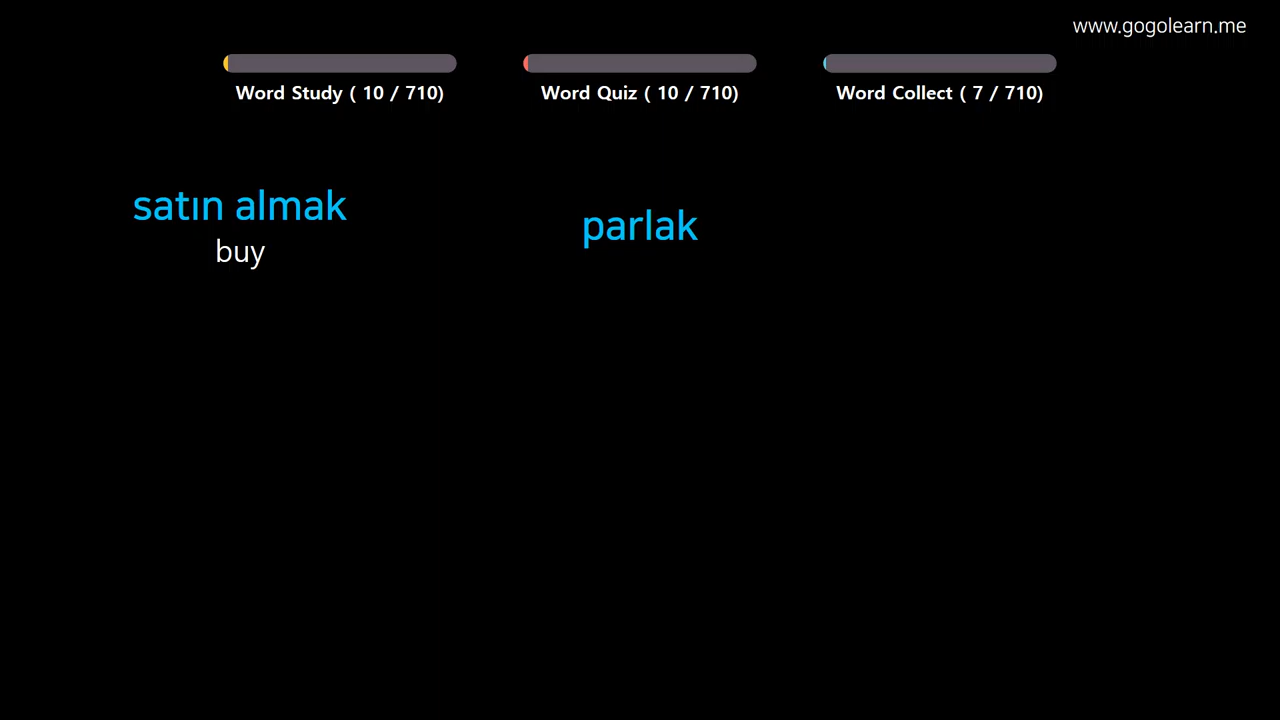 www.gogolearn.me
Word Study ( 10 / 710)
Word Quiz ( 10 / 710)
Word Collect ( 7 / 710)
satın almak
buy
parlak